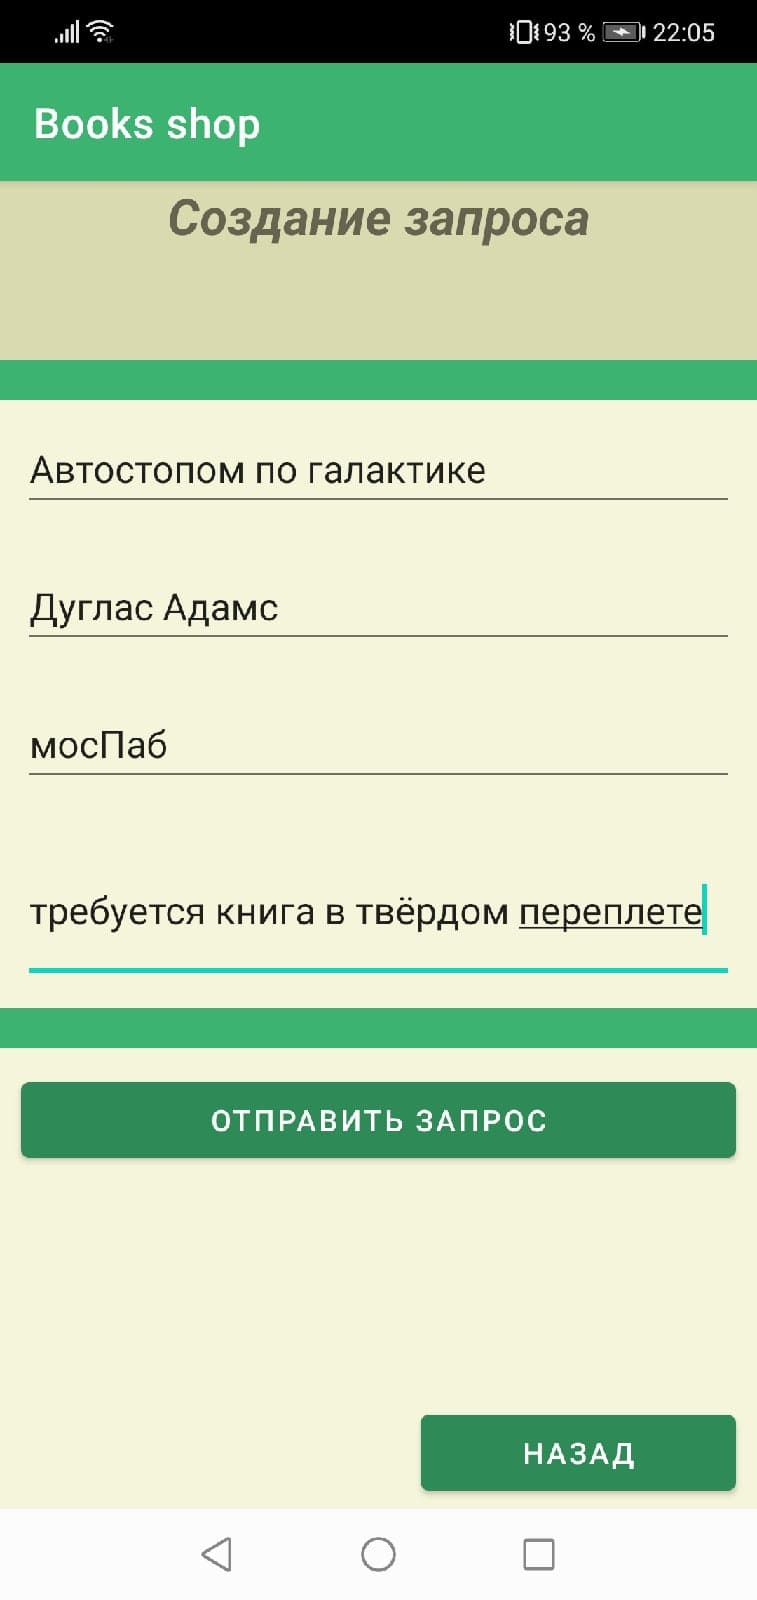 93 % 22:05
Books shop
Создание запроса
Автостопом по галактике
Дуглас Адамс
мосПаб
требуется книга в твёрдом переплете
ОТПРАВИТЬ ЗАПРОС
НАЗАД